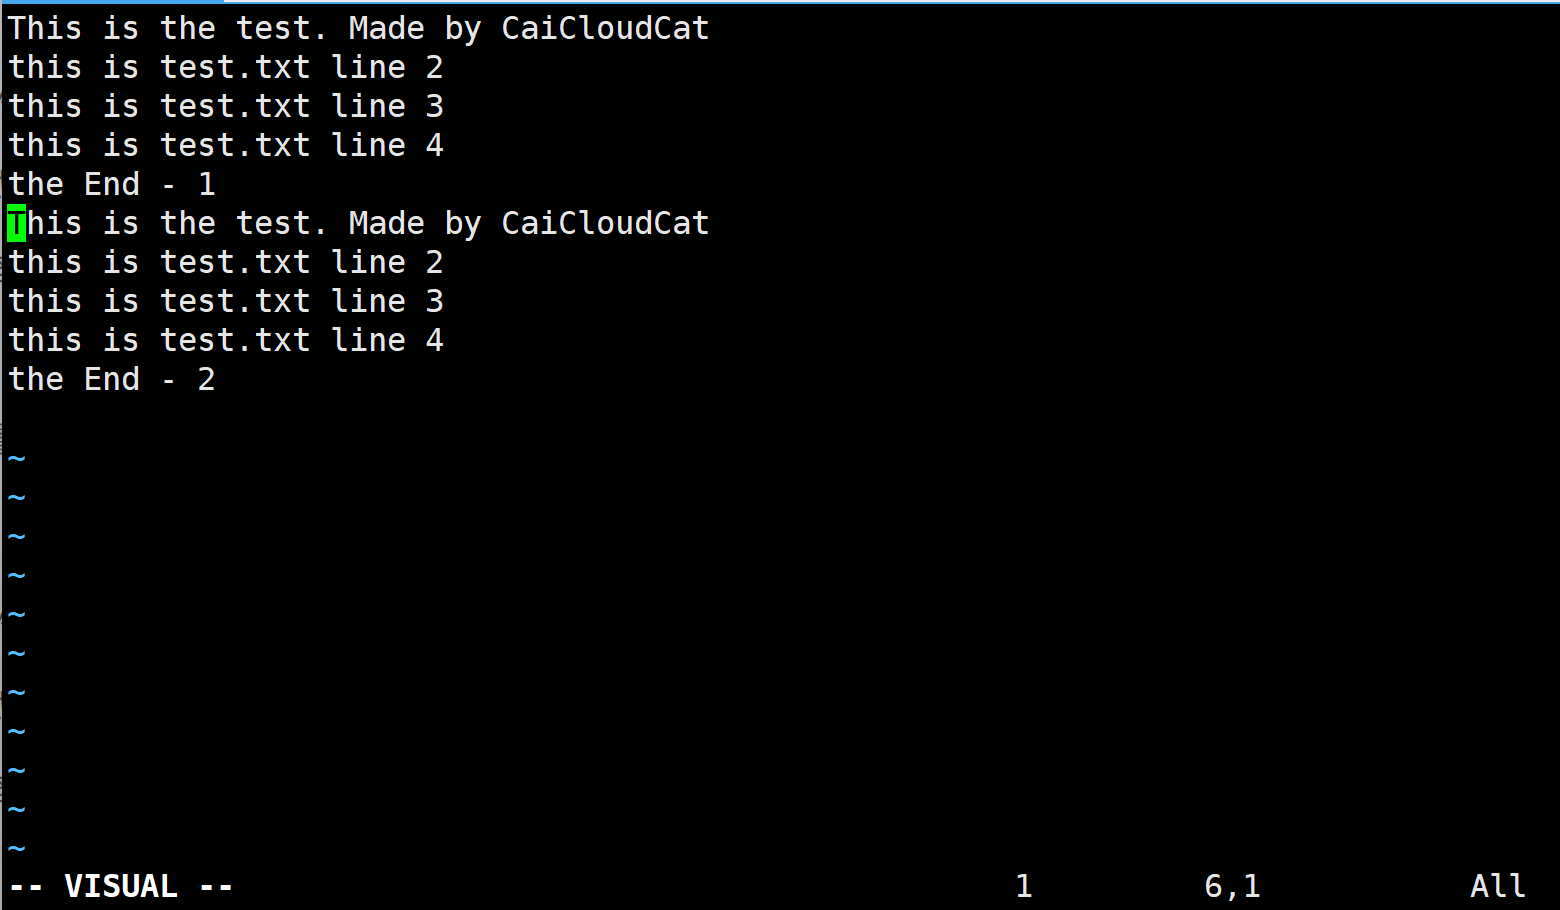 This is the test. Made by CaiCloudCat
this is test.txt line 2
this is test.txt line 3
this is test.txt line 4
the End - 1
This is the test. Made by CaiCloudCat
this is test.txt line 2
this is test.txt line 3
this is test.txt line 4
the End - 2
~
~
~
~
~
~
~
~
~
~
~
-- VISUAL -- 1 6,1 All